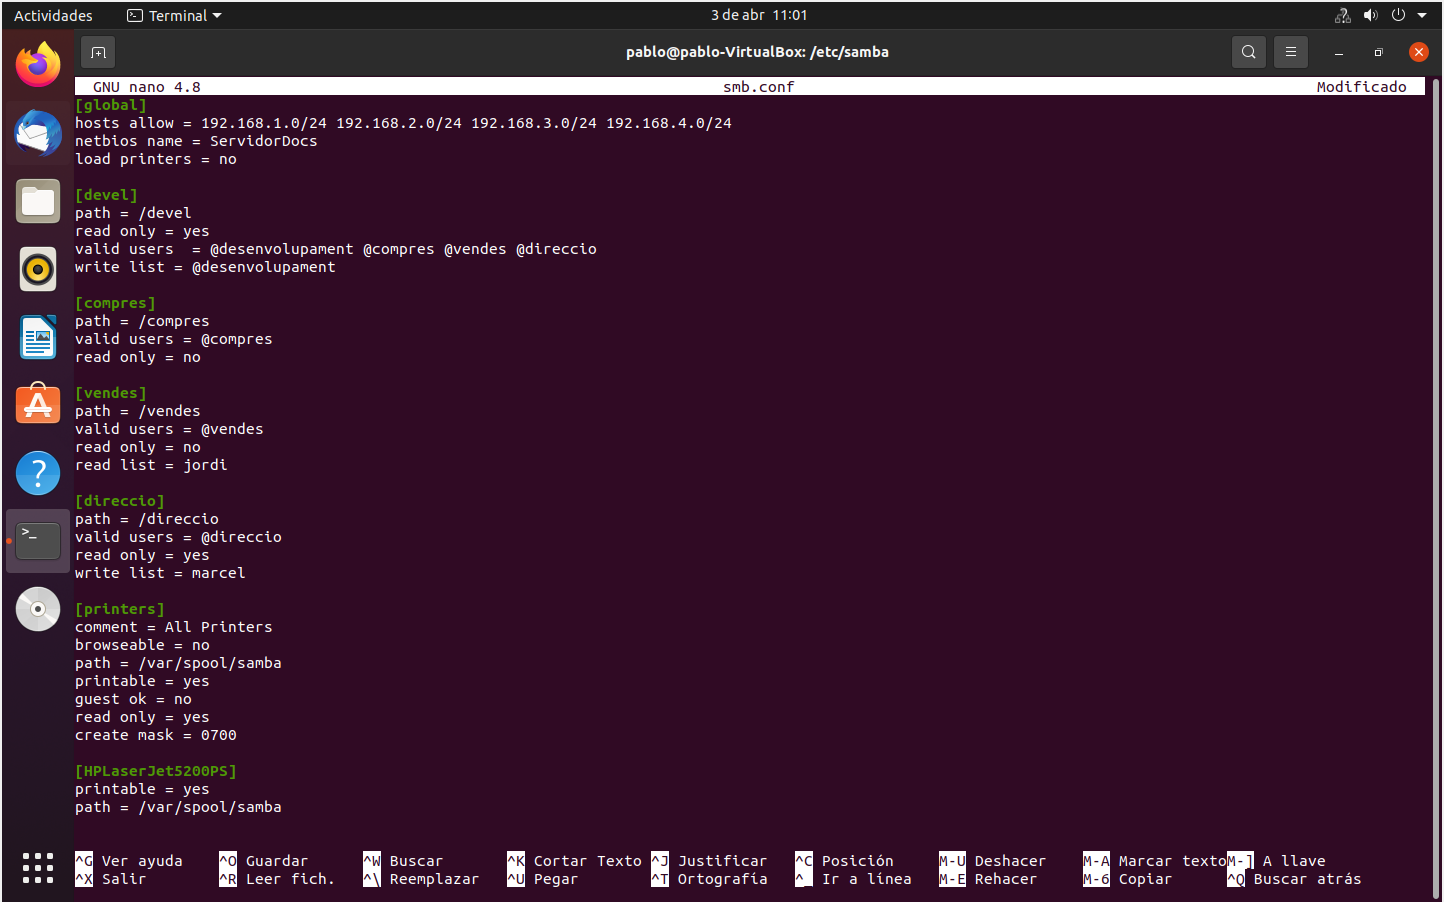 Actividades Terminal 3 de abr 11:01
pablo@pablo-VirtualBox: /etc/samba
GNU nano 4.8 smb.conf Modificado
[global]
hosts allow = 192.168.1.0/24 192.168.2.0/24 192.168.3.0/24 192.168.4.0/24
netbios name = ServidorDocs
load printers = no
[devel]
path = /devel
read only = yes
valid users  = @desenvolupament @compres @vendes @direccio
write list = @desenvolupament
[compres]
path = /compres
valid users = @compres
read only = no
[vendes]
path = /vendes
valid users = @vendes
read only = no
read list = jordi
[direccio]
path = /direccio
valid users = @direccio
read only = yes
write list = marcel
[printers]
comment = All Printers
browseable = no
path = /var/spool/samba
printable = yes
guest ok = no
read only = yes
create mask = 0700
[HPLaserJet5200PS]
printable = yes
path = /var/spool/samba
^G Ver ayuda ^O Guardar ^W Buscar ^K Cortar Texto ^J Justificar ^C Posición M-U Deshacer M-A Marcar texto M-] A llave
^X Salir ^R Leer fich. ^\ Reemplazar ^U Pegar ^T Ortografía ^_ Ir a línea M-E Rehacer M-6 Copiar ^Q Buscar atrás